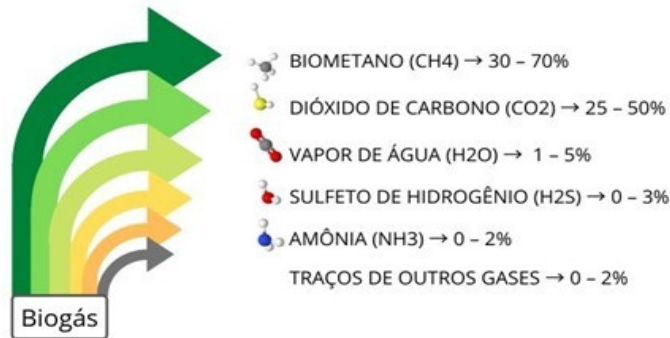 BIOMETANO (CH4) → 30 – 70%
DIÓXIDO DE CARBONO (CO2) → 25 – 50%
VAPOR DE ÁGUA (H2O) → 1 – 5%
SULFETO DE HIDROGÊNIO (H2S) → 0 – 3%
AMÔNIA (NH3) → 0 – 2%
TRAÇOS DE OUTROS GASES → 0 – 2%
Biogás